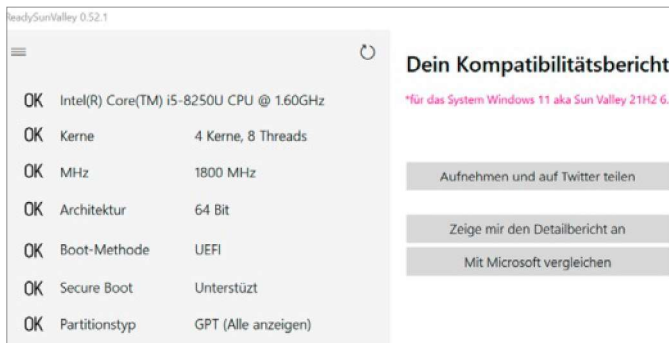 ReadySunValley 0.52.1
Dein Kompatibilitätsbericht
*für das System Windows 11 aka Sun Valley 21H2 6.
OK Intel(R) Core(TM) i5-8250U CPU @ 1.60GHz
OK Kerne 4 Kerne, 8 Threads
OK MHz 1800 MHz
OK Architektur 64 Bit
OK Boot-Methode UEFI
OK Secure Boot Unterstüzt
OK Partitionstyp GPT (Alle anzeigen)
Aufnehmen und auf Twitter teilen
Zeige mir den Detailbericht an
Mit Microsoft vergleichen